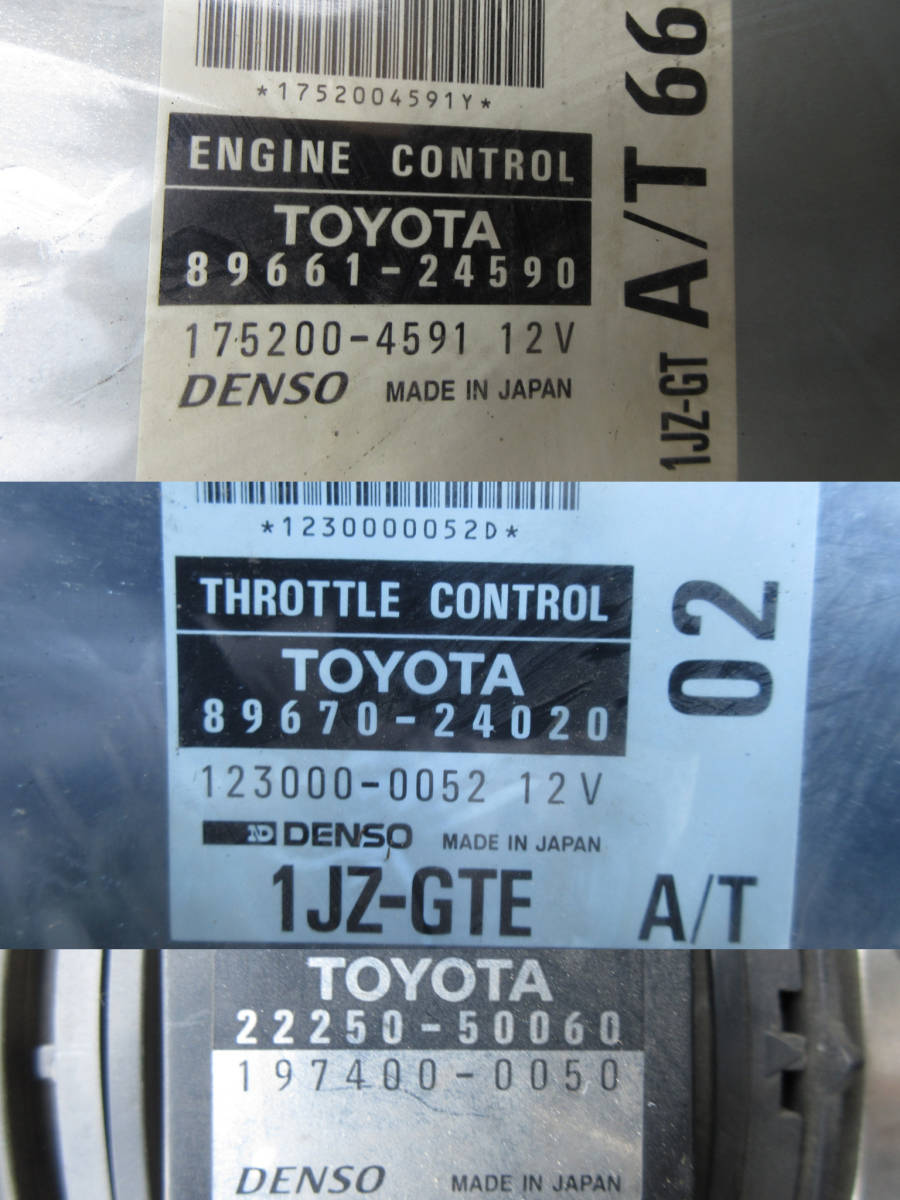 *1752004591Y*
ENGINE CONTROL
TOYOTA
89661-24590
175200-4591 12V
DENSO MADE IN JAPAN
1JZ-GT A/T 66
*1230000052D*
THROTTLE CONTROL
TOYOTA
89670-24020
123000-0052 12V
ND DENSO MADE IN JAPAN
1JZ-GTE A/T
02
TOYOTA
22250-50060
197400-0050
DENSO MADE IN JAPAN